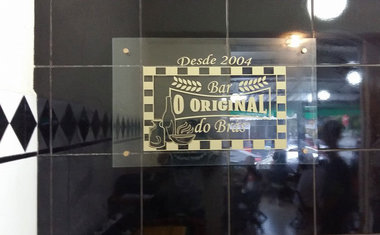 Desde 2004
Bar
O ORIGINAL
do Brás